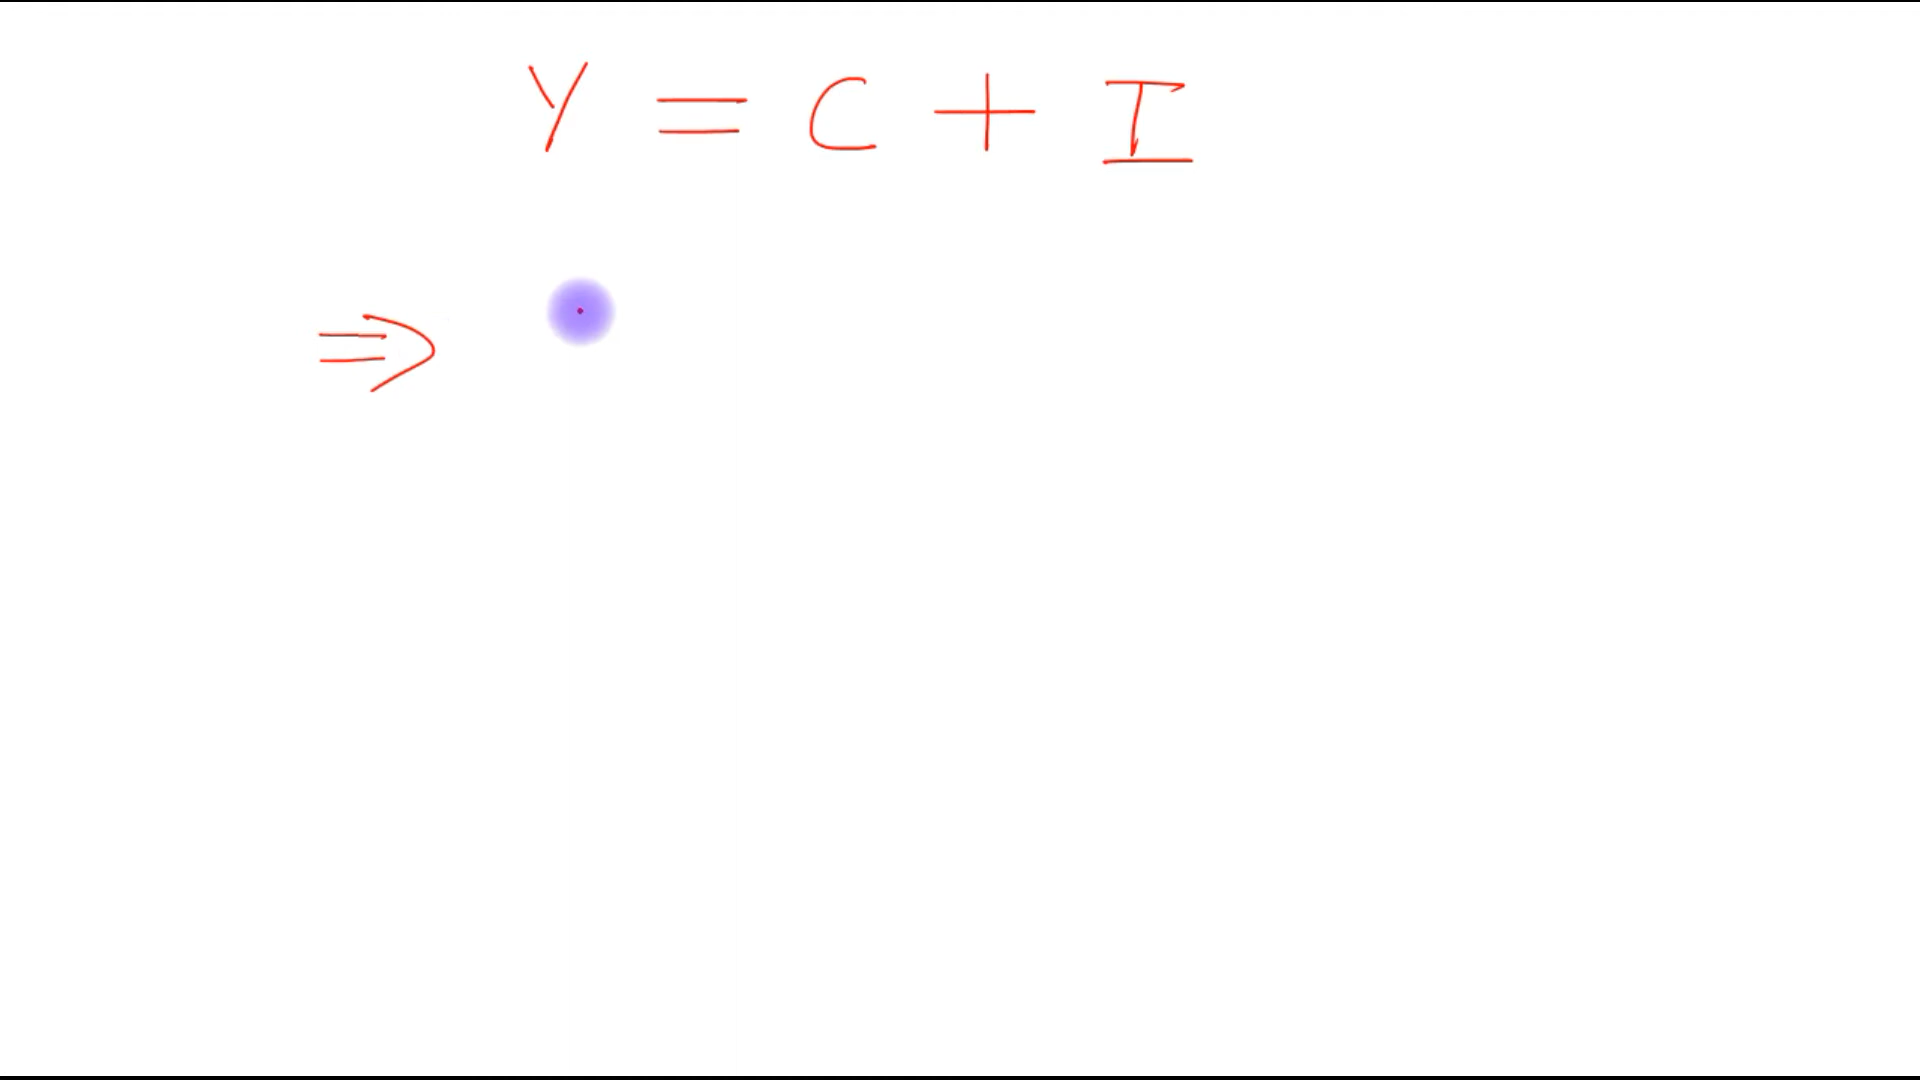 Y = C + I
⇒